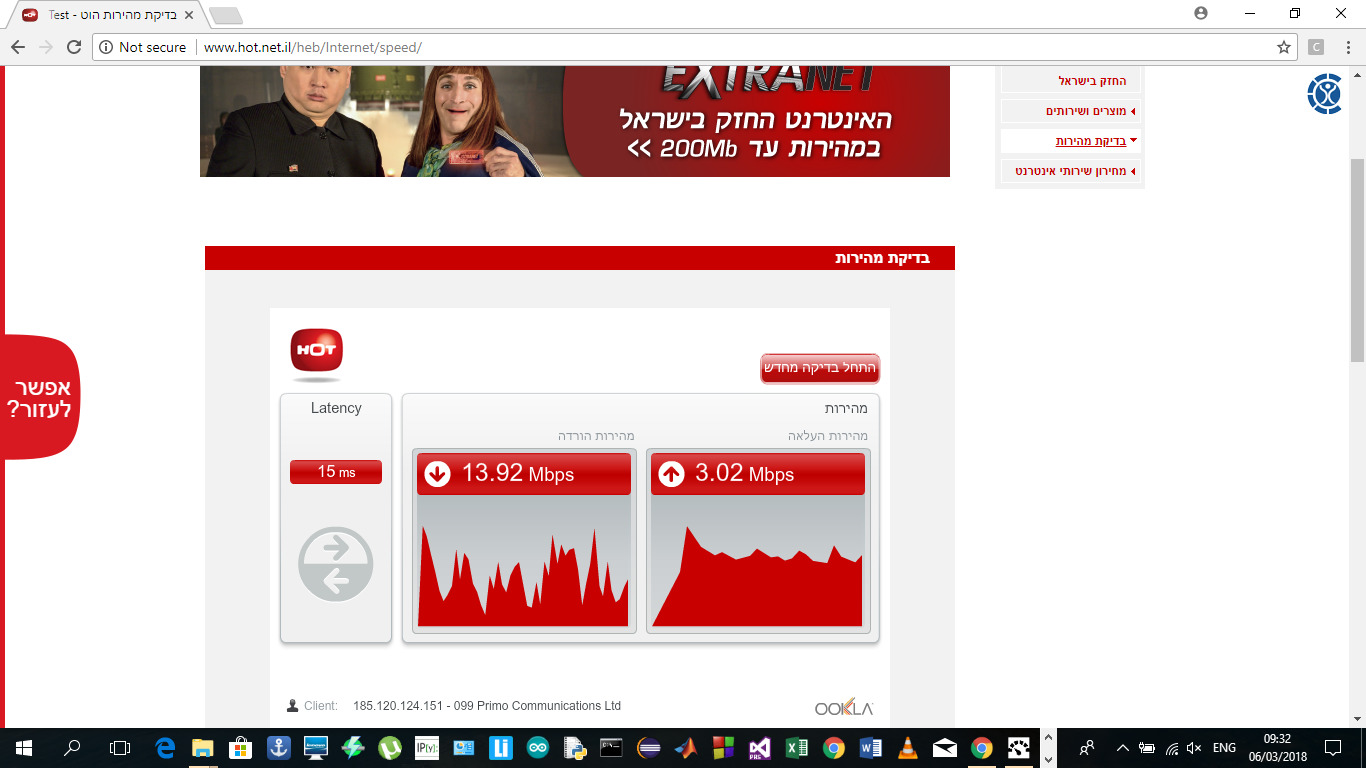 בדיקת מהירות הוט - Test
Not secure
www.hot.net.il/heb/Internet/speed/
C
EXTRANET
האינטרנט החזק בישראל
במהירות עד 200Mb >>
החזק בישראל
מוצרים ושירותים
בדיקת מהירות
מחירון שירותי אינטרנט
בדיקת מהירות
HOT
התחל בדיקה מחדש
אפשר
לעזור?
Latency
15 ms
מהירות
מהירות העלאה
מהירות הורדה
13.92 Mbps
3.02 Mbps
Client: 185.120.124.151 - 099 Primo Communications Ltd
OOKLA
ENG
09:32
06/03/2018